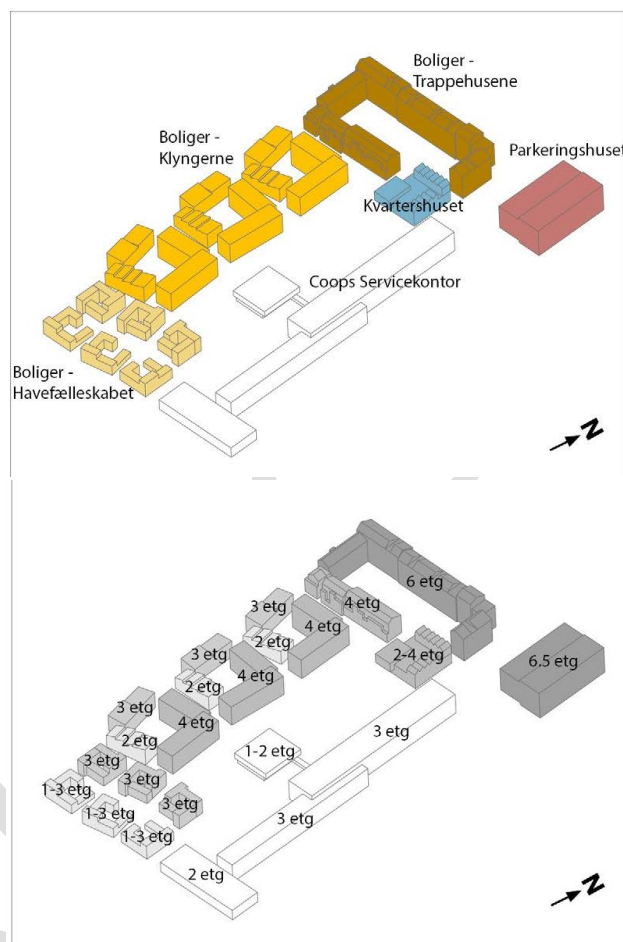 Boliger -
Trappehusene
Boliger -
Klyngerne
Parkeringshuset
Kvartershuset
Coops Servicekontor
Boliger -
Havefælleskabet
N
6 etg
3 etg
4 etg
4 etg
2 etg
2-4 etg
6.5 etg
3 etg
4 etg
2 etg
3 etg
4 etg
3 etg
1-2 etg
2 etg
3 etg
3 etg
1-3 etg
3 etg
1-3 etg
3 etg
1-3 etg
2 etg
N